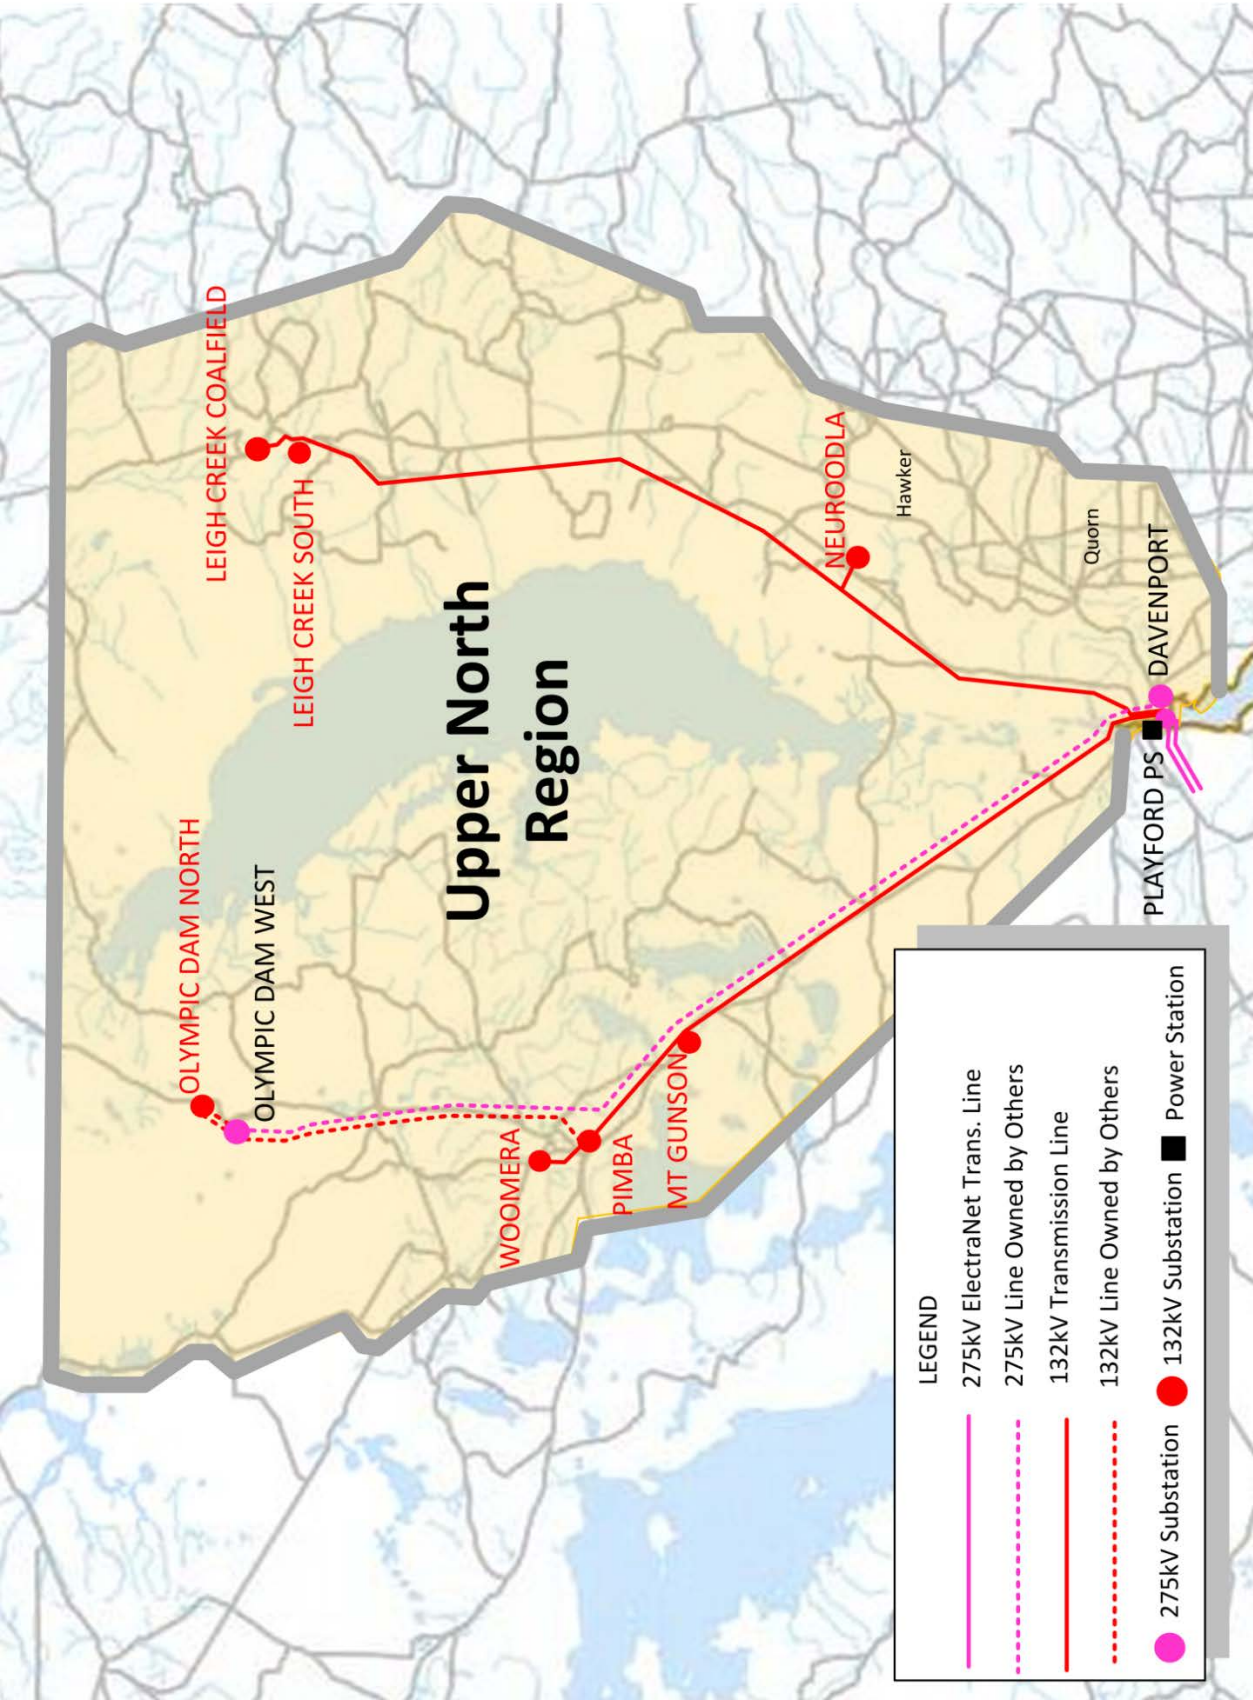 LEIGH CREEK COALFIELD
LEIGH CREEK SOUTH
OLYMPIC DAM NORTH
OLYMPIC DAM WEST
Upper North
Region
NEUROODLA
Hawker
WOOMERA
PIMBA
MT GUNSON
Quorn
DAVENPORT
PLAYFORD PS
LEGEND
275kV ElectraNet Trans. Line
275kV Line Owned by Others
132kV Transmission Line
132kV Line Owned by Others
275kV Substation
132kV Substation
Power Station